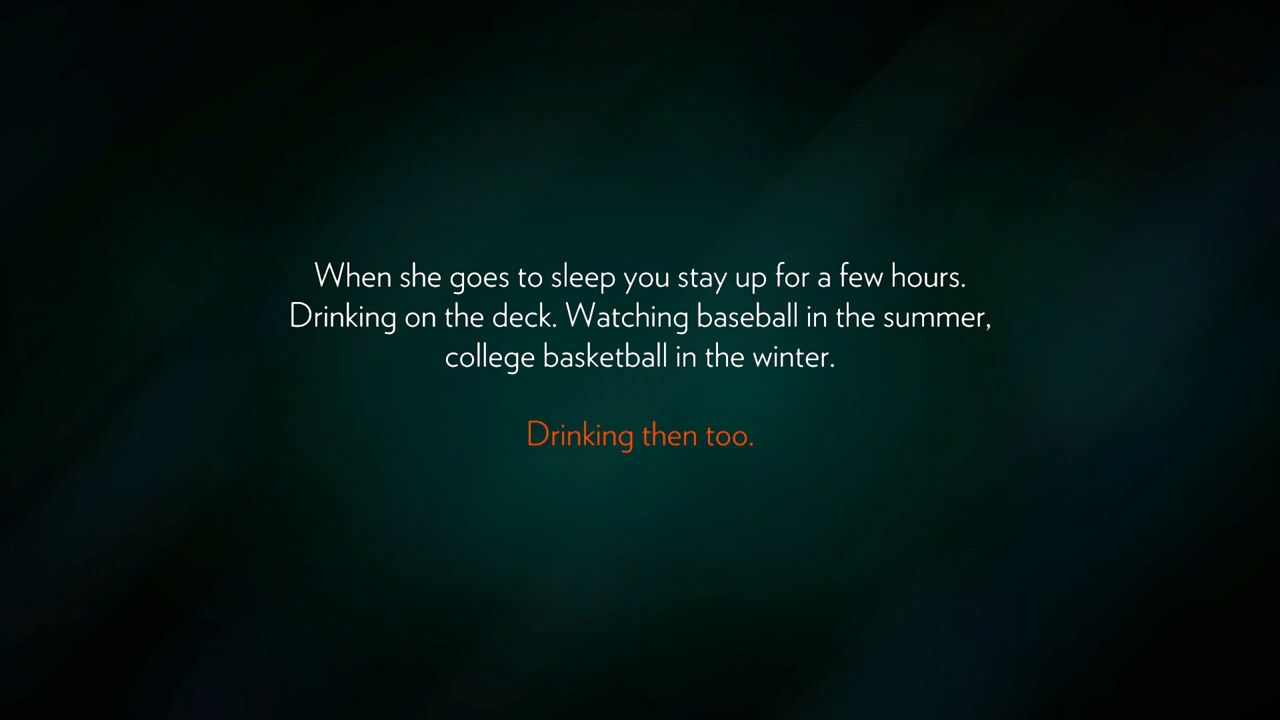 When she goes to sleep you stay up for a few hours.
Drinking on the deck. Watching baseball in the summer,
college basketball in the winter.
Drinking then too.